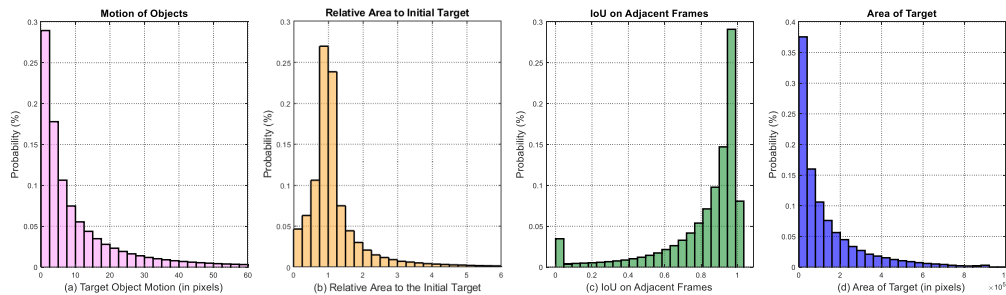 Motion of Objects
Probability (%)
0.3
0.25
0.2
0.15
0.1
0.05
0
0 10 20 30 40 50 60
(a) Target Object Motion (in pixels)
Relative Area to Initial Target
Probability (%)
0.3
0.25
0.2
0.15
0.1
0.05
0
0 1 2 3 4 5 6
(b) Relative Area to the Initial Target
IoU on Adjacent Frames
Probability (%)
0.3
0.25
0.2
0.15
0.1
0.05
0
0 0.2 0.4 0.6 0.8 1
(c) IoU on Adjacent Frames
Area of Target
Probability (%)
0.4
0.35
0.3
0.25
0.2
0.15
0.1
0.05
0
0 2 4 6 8
(d) Area of Target (in pixels)